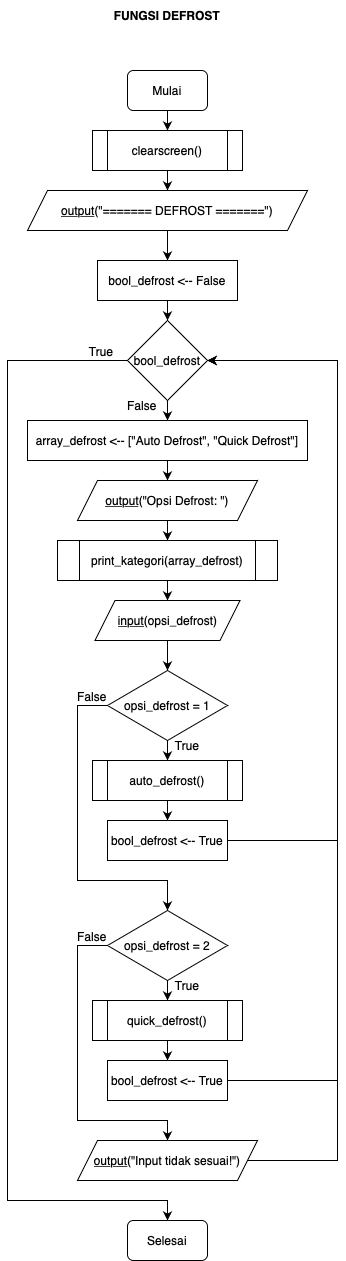 FUNGSI DEFROST
Mulai
clearscreen()
output("======= DEFROST =======")
bool_defrost <-- False
bool_defrost
True
False
array_defrost <-- ["Auto Defrost", "Quick Defrost"]
output("Opsi Defrost: ")
print_kategori(array_defrost)
input(opsi_defrost)
opsi_defrost = 1
False
True
auto_defrost()
bool_defrost <-- True
opsi_defrost = 2
False
True
quick_defrost()
bool_defrost <-- True
output("Input tidak sesuai!")
Selesai